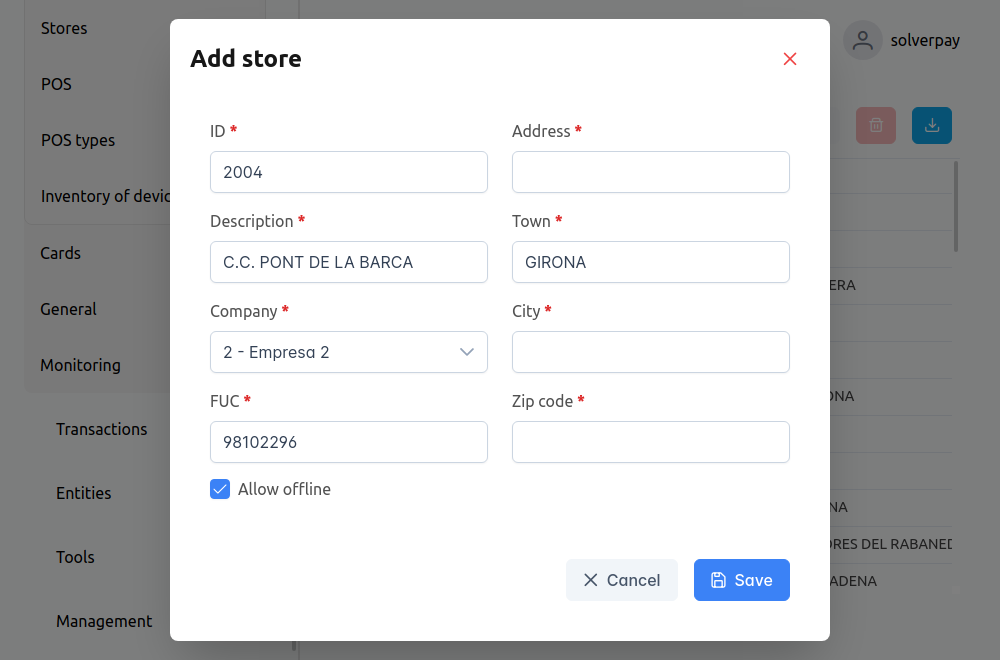 Stores
POS
POS types
Inventory of devic
Cards
General
Monitoring
Transactions
Entities
Tools
Management
solverpay
Add store
ID *
2004
Address *
Description *
C.C. PONT DE LA BARCA
Town *
GIRONA
Company *
2 - Empresa 2
City *
FUC *
98102296
Zip code *
Allow offline
Cancel
Save
ERA
ONA
NA
ORES DEL RABANED
ADENA